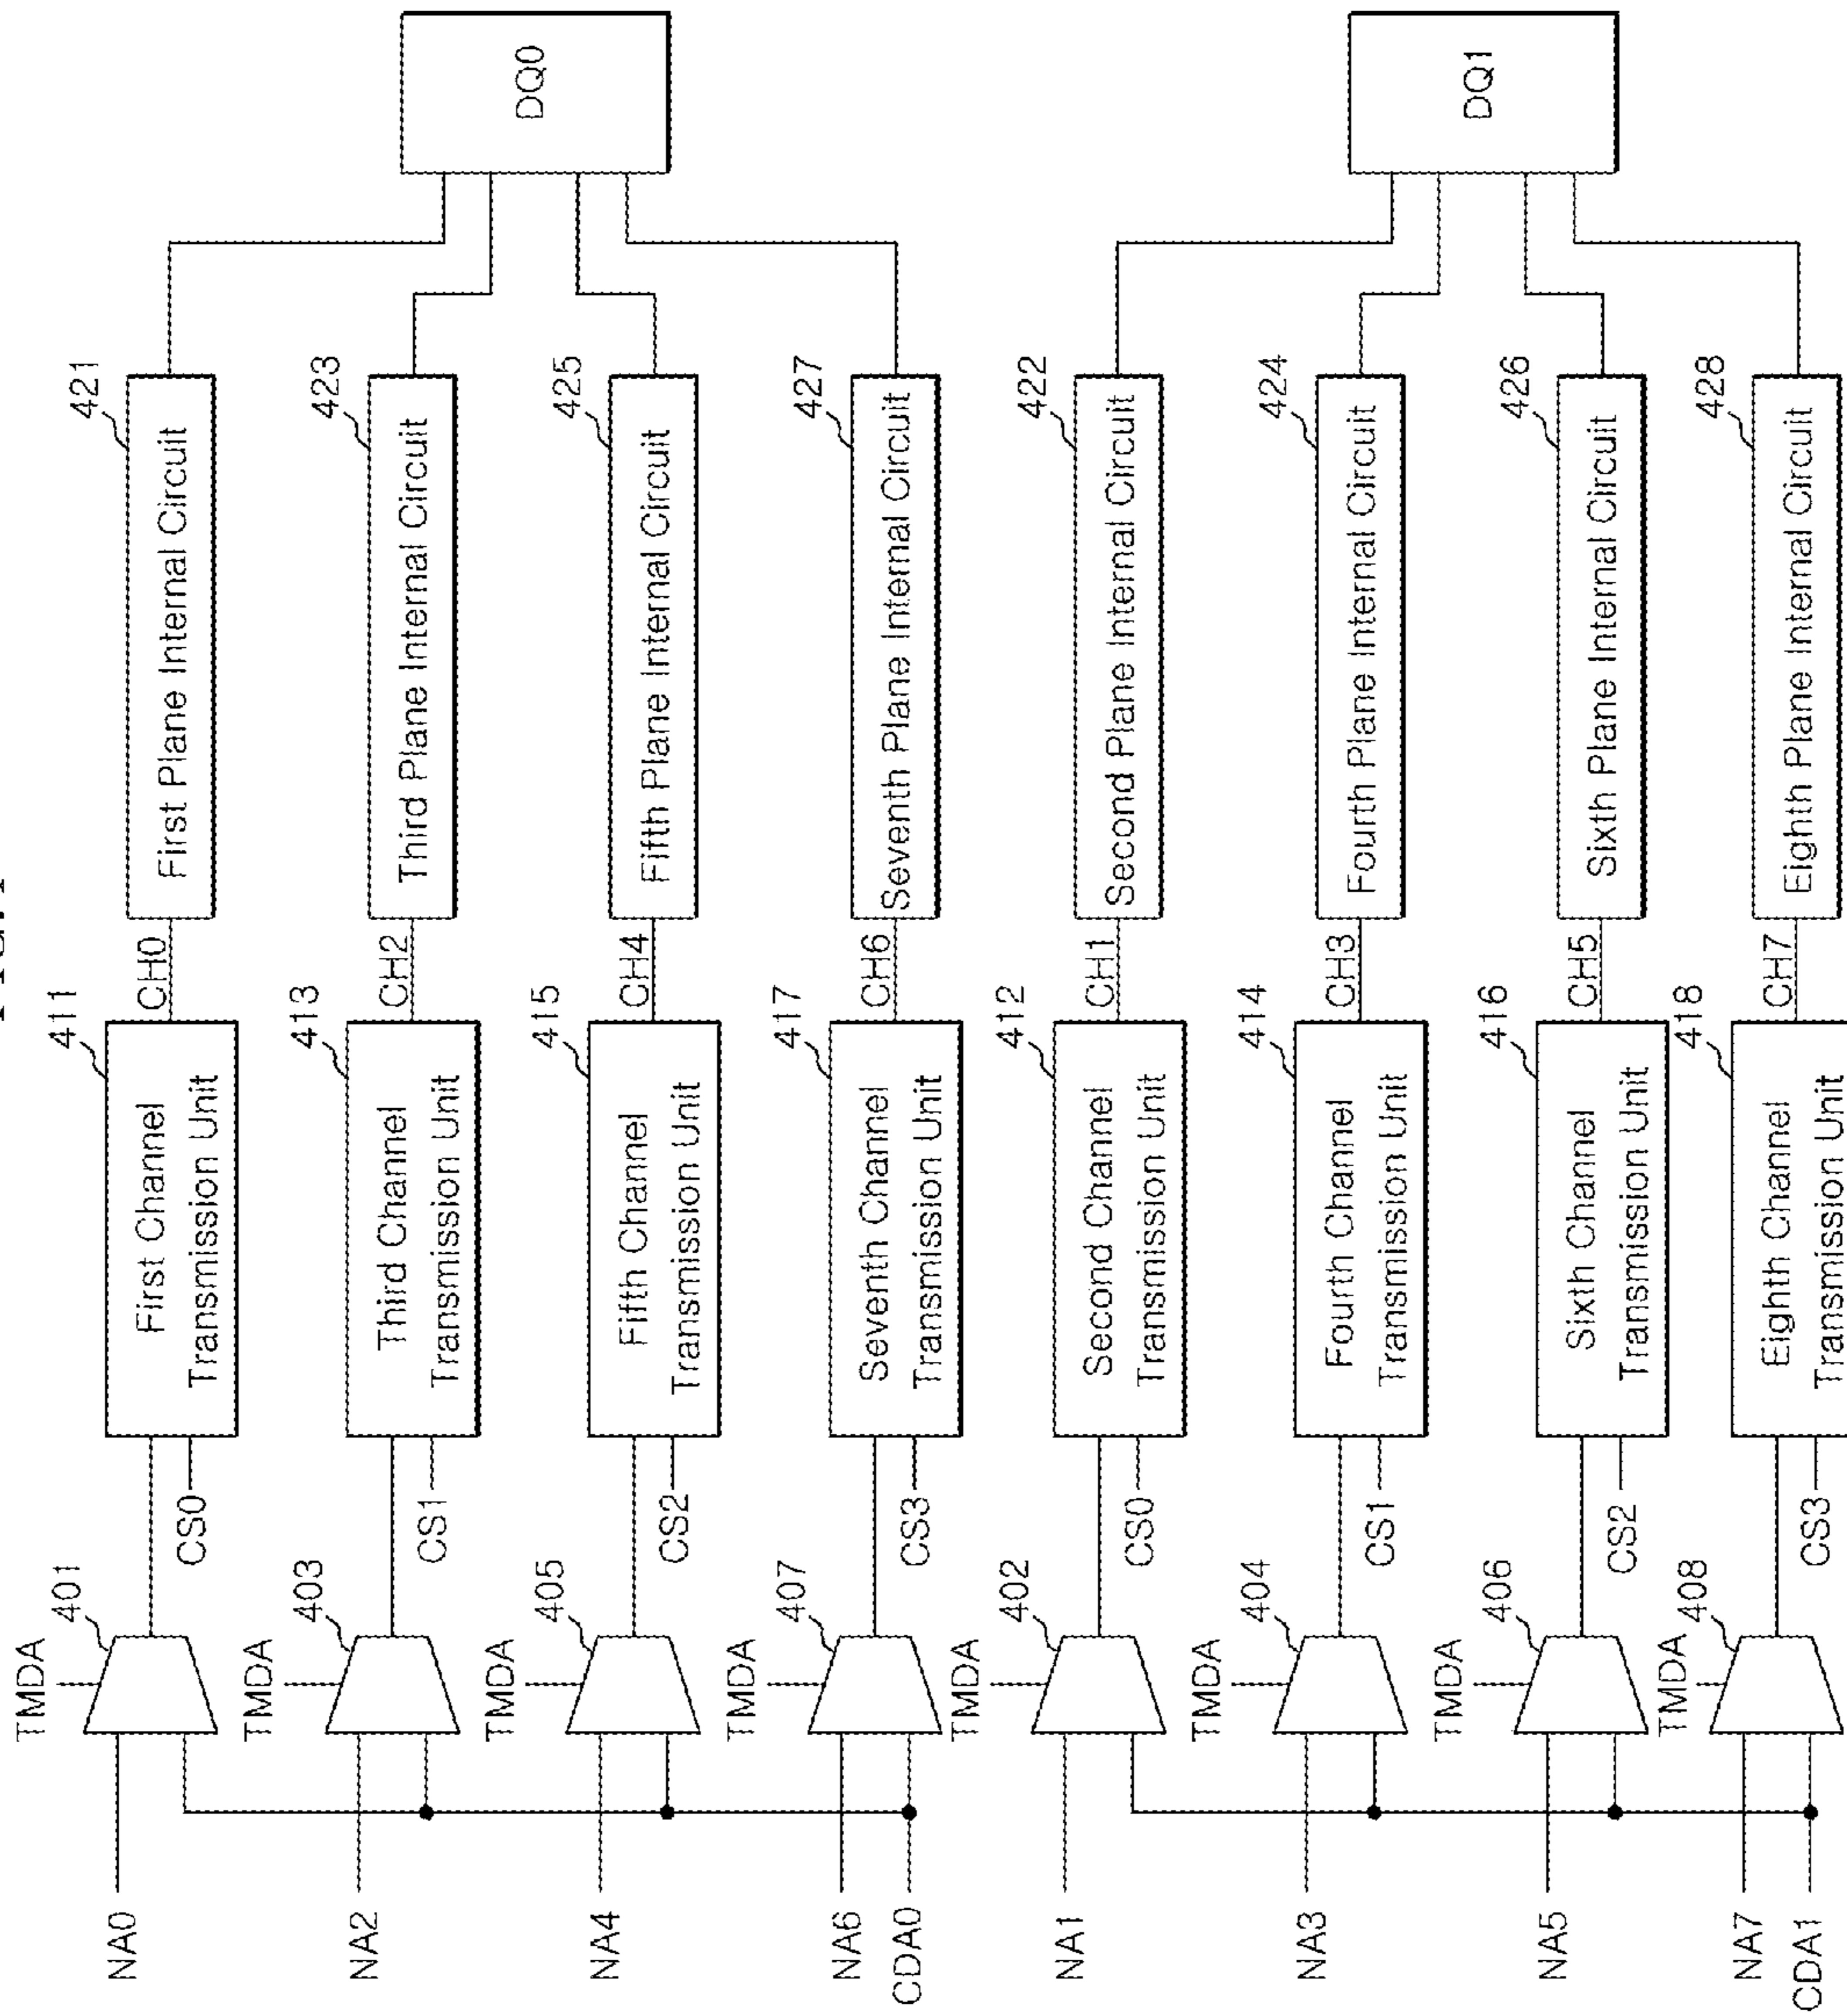 TMDA
NA0
401
CS0
First Channel
Transmission Unit
411
CH0
First Plane Internal Circuit
421
TMDA
NA2
403
CS1
Third Channel
Transmission Unit
413
CH2
Third Plane Internal Circuit
423
DQ0
TMDA
NA4
405
CS2
Fifth Channel
Transmission Unit
415
CH4
Fifth Plane Internal Circuit
425
TMDA
NA6
CDA0
407
CS3
Seventh Channel
Transmission Unit
417
CH6
Seventh Plane Internal Circuit
427
TMDA
NA1
402
CS0
Second Channel
Transmission Unit
412
CH1
Second Plane Internal Circuit
422
TMDA
NA3
404
CS1
Fourth Channel
Transmission Unit
414
CH3
Fourth Plane Internal Circuit
424
DQ1
TMDA
NA5
406
CS2
Sixth Channel
Transmission Unit
416
CH5
Sixth Plane Internal Circuit
426
TMDA
NA7
CDA1
408
CS3
Eighth Channel
Transmission Unit
418
CH7
Eighth Plane Internal Circuit
428